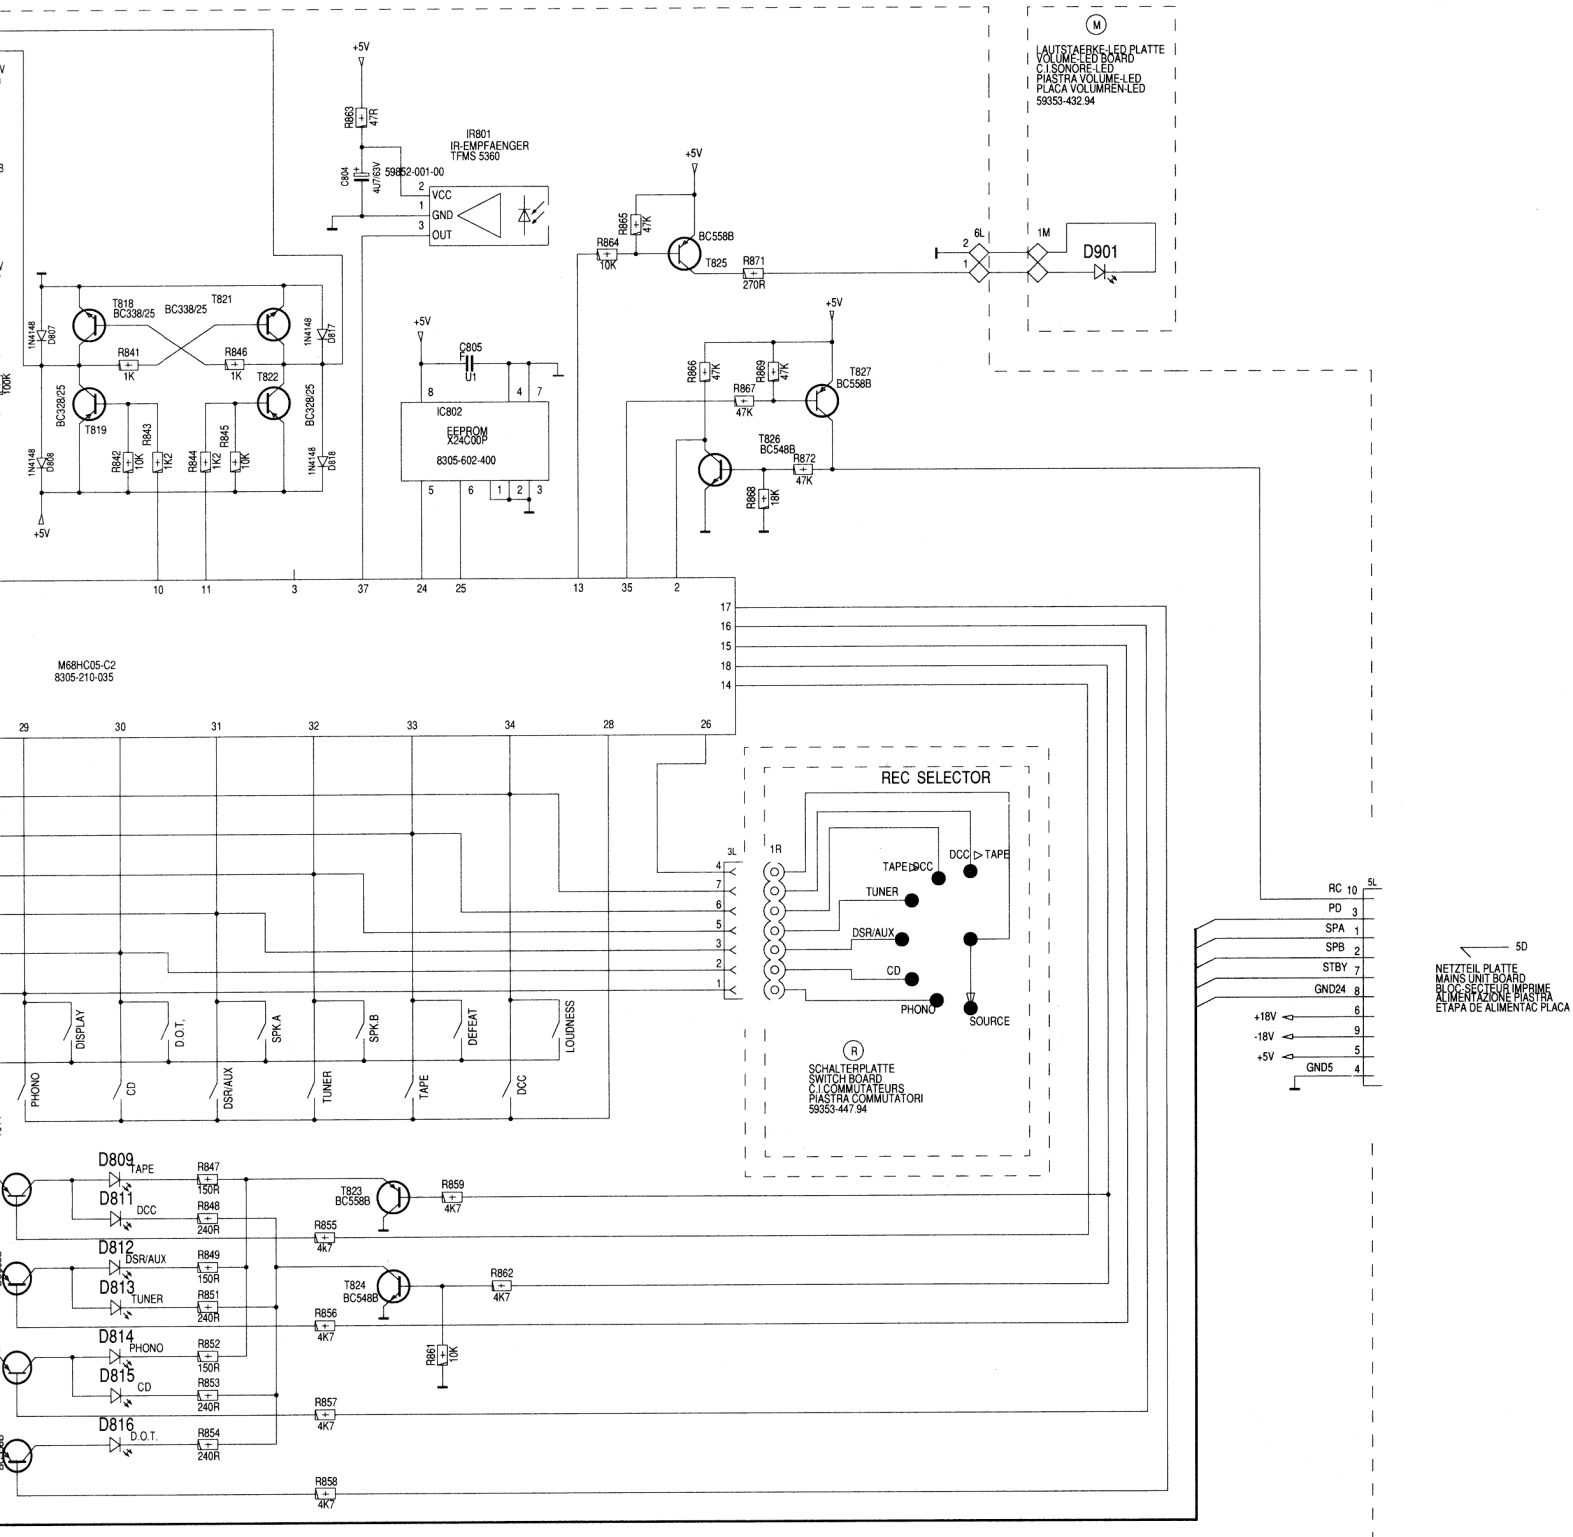 M
LAUTSTAERKE-LED PLATTE
VOLUME-LED BOARD
C.I.SONORE-LED
PIASTRA VOLUME-LED
PLACA VOLUMREN-LED
59353-432.94
+5V
R863
47R
C804
+
4U7/63V
59852-001-00
IR801
IR-EMPFAENGER
TFMS 5360
2
VCC
1
GND
3
OUT
+5V
R865
47K
R864
10K
BC558B
T825
R871
270R
6L
2
1
1M
D901
T818
BC338/25
BC338/25
T821
1N4148
D807
1N4148
D817
R841
1K
R846
1K
T822
BC328/25
T819
BC328/25
R842
10K
R843
1K2
R844
1K2
R845
10K
1N4148
D808
1N4148
D818
+5V
100K
+5V
C805
U1
8
4
7
IC802
EEPROM
X24C00P
8305-602-400
5
6
1
2
3
+5V
R866
47K
R869
47K
R867
47K
T827
BC558B
T826
BC548B
R872
47K
R868
18K
10
11
3
37
24
25
13
35
2
17
16
15
18
14
M68HC05-C2
8305-210-035
29
30
31
32
33
34
28
26
REC SELECTOR
3L
1R
4
7
6
5
3
2
1
TAPE▷DCC
DCC ▷ TAPE
TUNER
DSR/AUX
CD
PHONO
SOURCE
R
SCHALTERPLATTE
SWITCH BOARD
C.I.COMMUTATEURS
PIASTRA COMMUTATORI
59353-447.94
DISPLAY
D.O.T.
SPK.A
SPK.B
DEFEAT
LOUDNESS
PHONO
CD
DSR/AUX
TUNER
TAPE
DCC
5L
RC 10
PD 3
SPA 1
SPB 2
STBY 7
GND24 8
+18V 6
-18V 9
+5V 5
GND5 4
5D
NETZTEIL PLATTE
MAINS UNIT BOARD
BLOC-SECTEUR IMPRIME
ALIMENTAZIONE PIASTRA
ETAPA DE ALIMENTAC PLACA
D809
TAPE
R847
150R
D811
DCC
R848
240R
D812
DSR/AUX
R849
150R
D813
TUNER
R851
240R
D814
PHONO
R852
150R
D815
CD
R853
240R
D816
D.O.T.
R854
240R
T823
BC558B
R859
4K7
R855
4k7
T824
BC548B
R862
4K7
R856
4K7
R861
10K
R857
4K7
R858
4K7